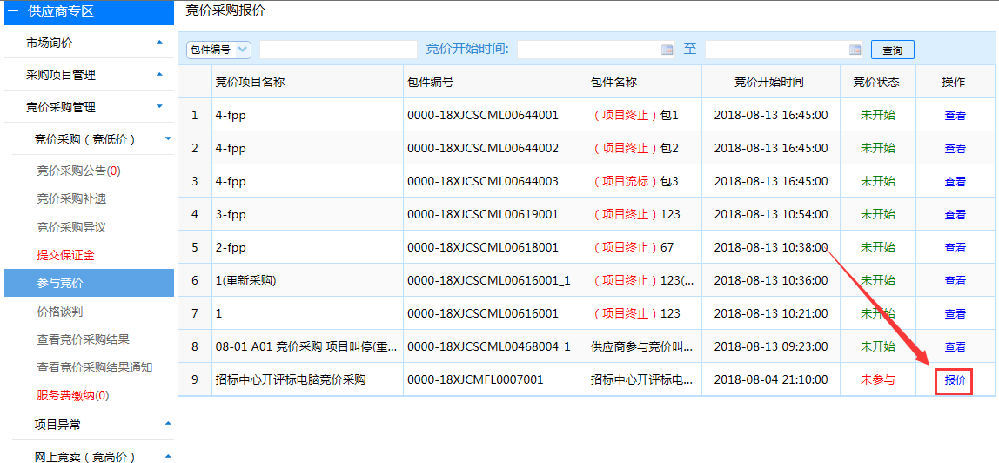 供应商专区
市场询价
采购项目管理
竞价采购管理
竞价采购（竞低价）
竞价采购公告(0)
竞价采购补遗
竞价采购异议
提交保证金
参与竞价
价格谈判
查看竞价采购结果
查看竞价采购结果通知
服务费缴纳(0)
项目异常
网上竞卖（竞高价）
竞价采购报价
包件编号 竞价开始时间: 至 查询
竞价项目名称 包件编号 包件名称 竞价开始时间 竞价状态 操作
1 4-fpp 0000-18XJCSCML00644001 （项目终止）包1 2018-08-13 16:45:00 未开始 查看
2 4-fpp 0000-18XJCSCML00644002 （项目终止）包2 2018-08-13 16:45:00 未开始 查看
3 4-fpp 0000-18XJCSCML00644003 （项目流标）包3 2018-08-13 16:45:00 未开始 查看
4 3-fpp 0000-18XJCSCML00619001 （项目终止）123 2018-08-13 10:54:00 未开始 查看
5 2-fpp 0000-18XJCSCML00618001 （项目终止）67 2018-08-13 10:38:00 未开始 查看
6 1(重新采购) 0000-18XJCSCML00616001_1 （项目终止）123(... 2018-08-13 10:36:00 未开始 查看
7 1 0000-18XJCSCML00616001 （项目终止）123 2018-08-13 10:21:00 未开始 查看
8 08-01 A01 竞价采购 项目叫停(重... 0000-18XJCSCML00468004_1 供应商参与竞价叫... 2018-08-13 09:23:00 未开始 查看
9 招标中心开评标电脑竞价采购 0000-18XJCMFL0007001 招标中心开评标电... 2018-08-04 21:10:00 未参与 报价